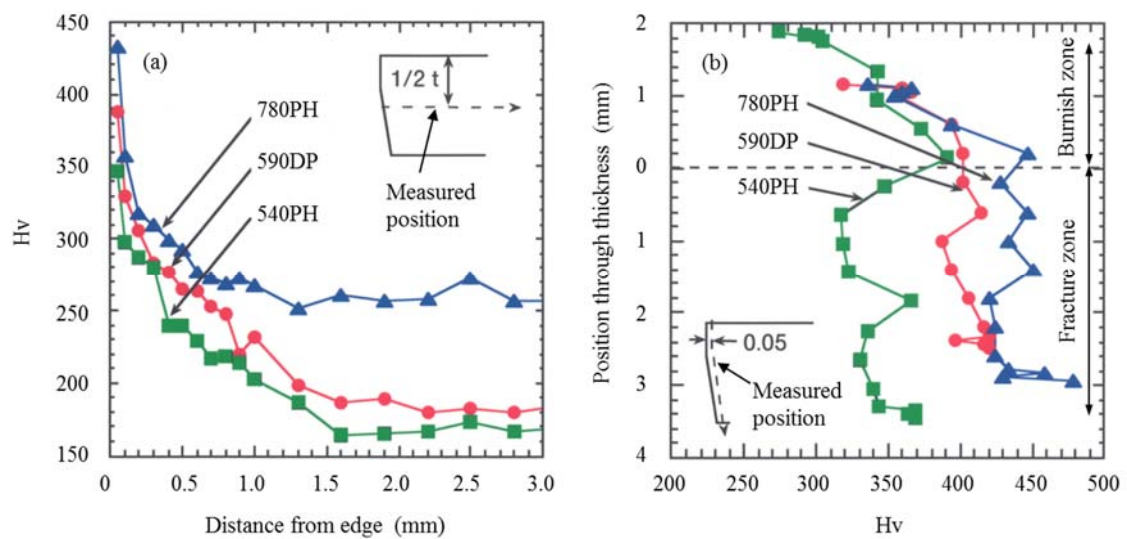 450
400
350
300
250
200
150
Hv
(a)
1/2 t
780PH
590DP
540PH
Measured
position
0
0.5
1.0
1.5
2.0
2.5
3.0
Distance from edge (mm)
2
1
0
1
2
3
4
Position through thickness (mm)
(b)
780PH
590DP
540PH
0.05
Measured
position
Burnish zone
Fracture zone
200
250
300
350
400
450
500
Hv